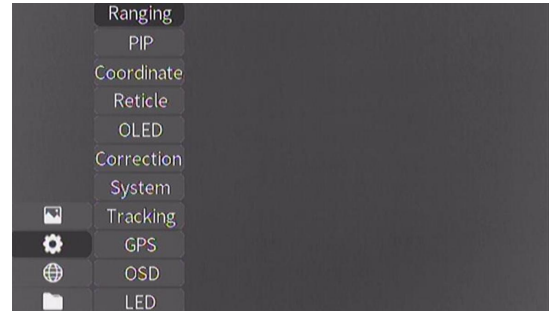 Ranging
PIP
Coordinate
Reticle
OLED
Correction
System
Tracking
GPS
OSD
LED